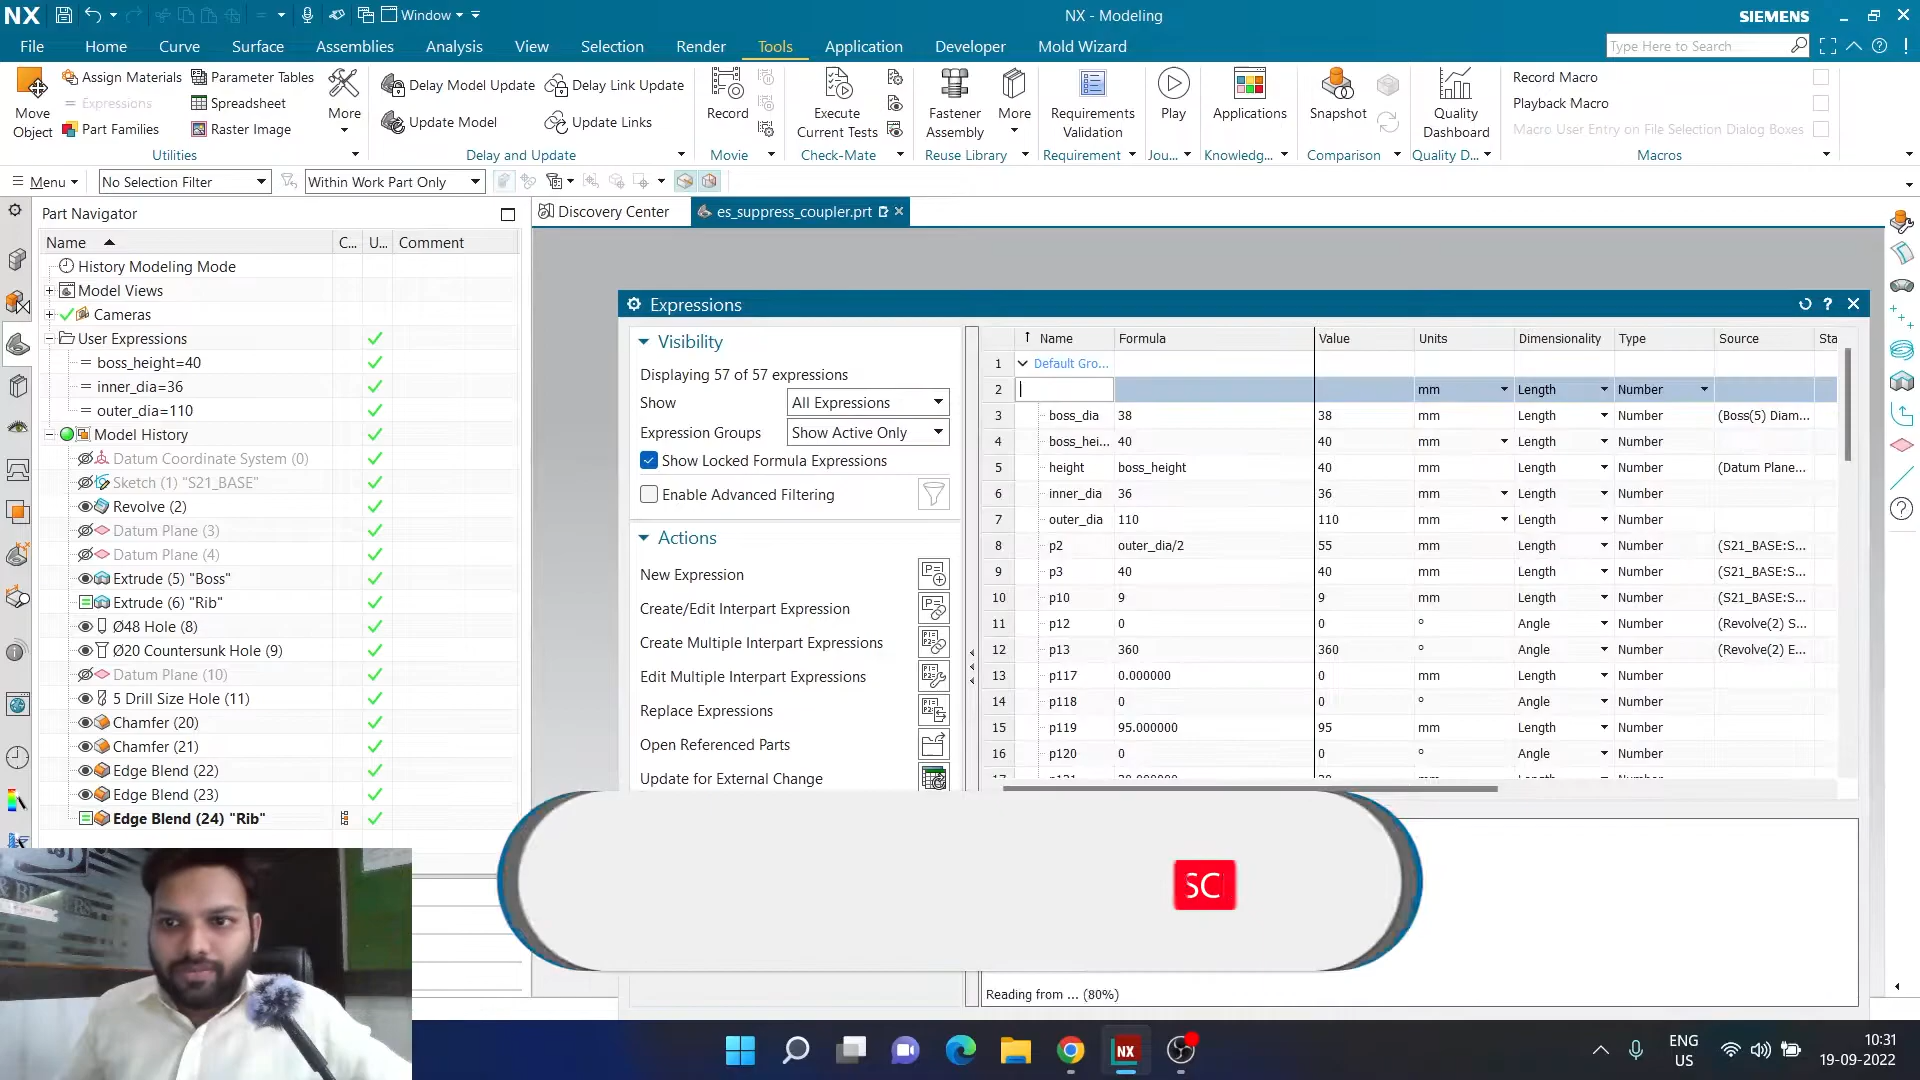 NX Window NX - Modeling SIEMENS
File Home Curve Surface Assemblies Analysis View Selection Render Tools Application Developer Mold Wizard Type Here to Search
Assign Materials Parameter Tables Delay Model Update Delay Link Update Record Macro
Expressions Spreadsheet Playback Macro
Move Object More Update Model Update Links Record Execute Current Tests Fastener Assembly More Requirements Validation Play Applications Snapshot Quality Dashboard
Part Families Raster Image Macro User Entry on File Selection Dialog Boxes
Utilities Delay and Update Movie Check-Mate Reuse Library Requirement Jou... Knowledg... Comparison Quality D... Macros
Menu No Selection Filter Within Work Part Only
Part Navigator Discovery Center es_suppress_coupler.prt
Name C... U... Comment
History Modeling Mode
Model Views
Cameras
User Expressions
boss_height=40
inner_dia=36
outer_dia=110
Model History
Datum Coordinate System (0)
Sketch (1) "S21_BASE"
Revolve (2)
Datum Plane (3)
Datum Plane (4)
Extrude (5) "Boss"
Extrude (6) "Rib"
Ø48 Hole (8)
Ø20 Countersunk Hole (9)
Datum Plane (10)
5 Drill Size Hole (11)
Chamfer (20)
Chamfer (21)
Edge Blend (22)
Edge Blend (23)
Edge Blend (24) "Rib"
Expressions
Visibility
Displaying 57 of 57 expressions
Show All Expressions
Expression Groups Show Active Only
Show Locked Formula Expressions
Enable Advanced Filtering
Actions
New Expression
Create/Edit Interpart Expression
Create Multiple Interpart Expressions
Edit Multiple Interpart Expressions
Replace Expressions
Open Referenced Parts
Update for External Change
Name Formula Value Units Dimensionality Type Source Sta
1 Default Gro...
2 mm Length Number
3 boss_dia 38 38 mm Length Number (Boss(5) Diam...
4 boss_hei... 40 40 mm Length Number
5 height boss_height 40 mm Length Number (Datum Plane...
6 inner_dia 36 36 mm Length Number
7 outer_dia 110 110 mm Length Number
8 p2 outer_dia/2 55 mm Length Number (S21_BASE:S...
9 p3 40 40 mm Length Number (S21_BASE:S...
10 p10 9 9 mm Length Number (S21_BASE:S...
11 p12 0 0 ° Angle Number (Revolve(2) S...
12 p13 360 360 ° Angle Number (Revolve(2) E...
13 p117 0.000000 0 mm Length Number
14 p118 0 0 ° Angle Number
15 p119 95.000000 95 mm Length Number
16 p120 0 0 ° Angle Number
SC
Reading from ... (80%)
NX ENG US 10:31 19-09-2022